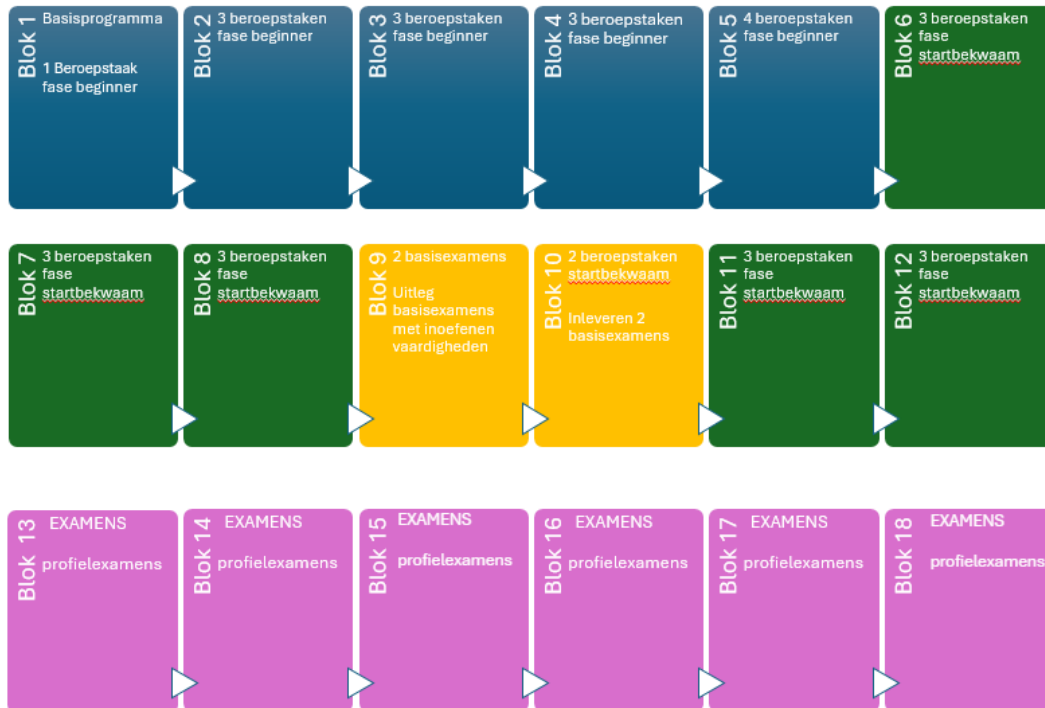 Blok 1
Basisprogramma
1 Beroepstaak
fase beginner
Blok 2
3 beroepstaken
fase beginner
Blok 3
3 beroepstaken
fase beginner
Blok 4
3 beroepstaken
fase beginner
Blok 5
4 beroepstaken
fase beginner
Blok 6
3 beroepstaken
fase
startbekwaam
Blok 7
3 beroepstaken
fase
startbekwaam
Blok 8
3 beroepstaken
fase
startbekwaam
Blok 9
2 basisexamens
Uitleg
basisexamens
met inoefenen
vaardigheden
Blok 10
2 beroepstaken
startbekwaam
Inleveren 2
basisexamens
Blok 11
3 beroepstaken
fase
startbekwaam
Blok 12
3 beroepstaken
fase
startbekwaam
Blok 13
EXAMENS
profielexamens
Blok 14
EXAMENS
profielexamens
Blok 15
EXAMENS
profielexamens
Blok 16
EXAMENS
profielexamens
Blok 17
EXAMENS
profielexamens
Blok 18
EXAMENS
profielexamens